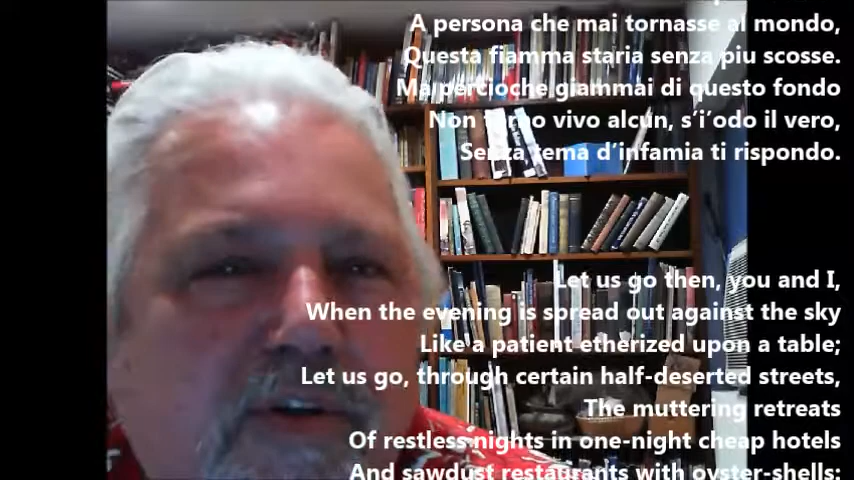 A persona che mai tornasse al mondo,
Questa fiamma staria senza piu scosse.
Ma perciocche giammai di questo fondo
Non torno vivo alcun, s'i'odo il vero,
Senza tema d'infamia ti rispondo.
Let us go then, you and I,
When the evening is spread out against the sky
Like a patient etherized upon a table;
Let us go, through certain half-deserted streets,
The muttering retreats
Of restless nights in one-night cheap hotels
And sawdust restaurants with oyster-shells: